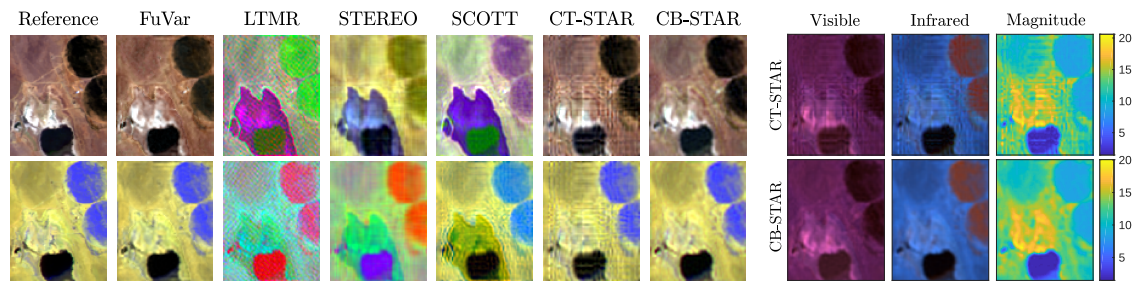 Reference FuVar LTMR STEREO SCOTT CT-STAR CB-STAR
Visible Infrared Magnitude
CT-STAR
20
15
10
5
CB-STAR
20
15
10
5